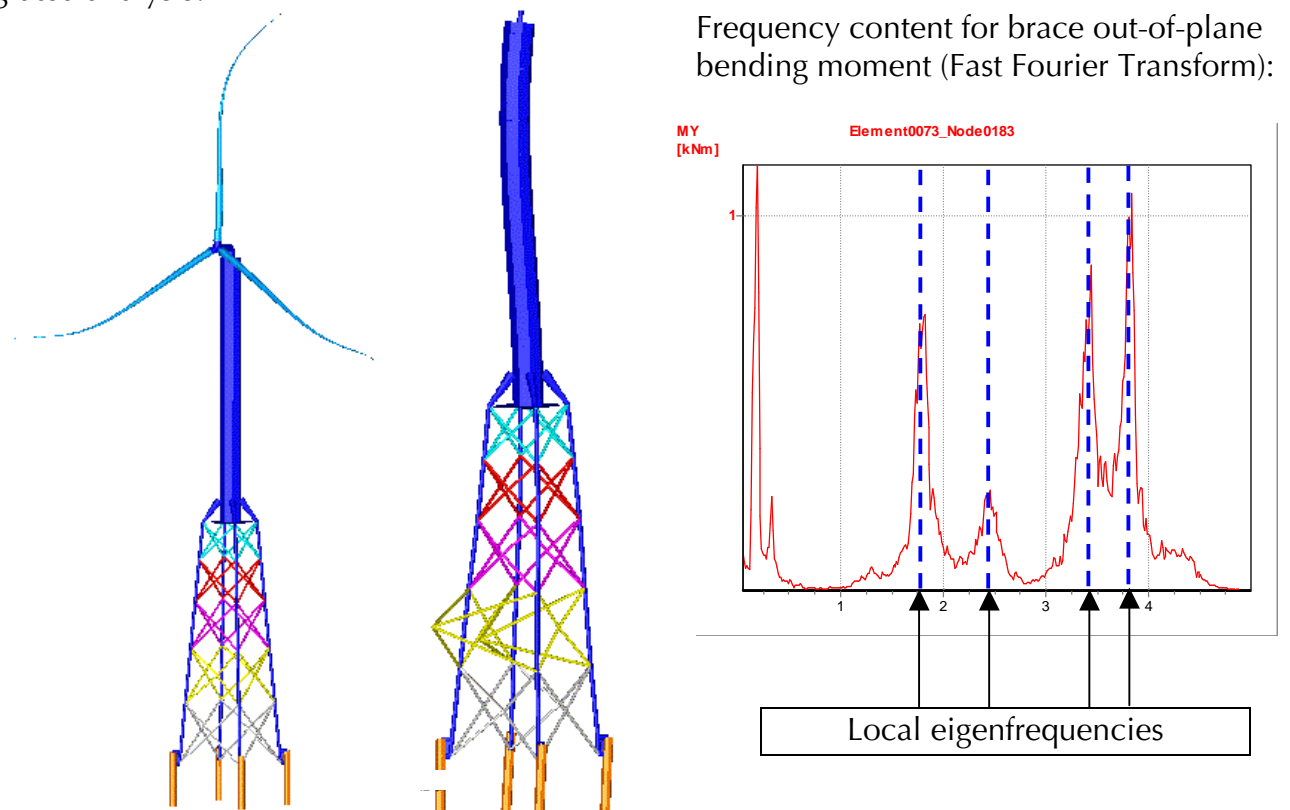 Frequency content for brace out-of-plane
bending moment (Fast Fourier Transform):
MY
[kNm]
Element0073_Node0183
1
1 2 3 4
Local eigenfrequencies